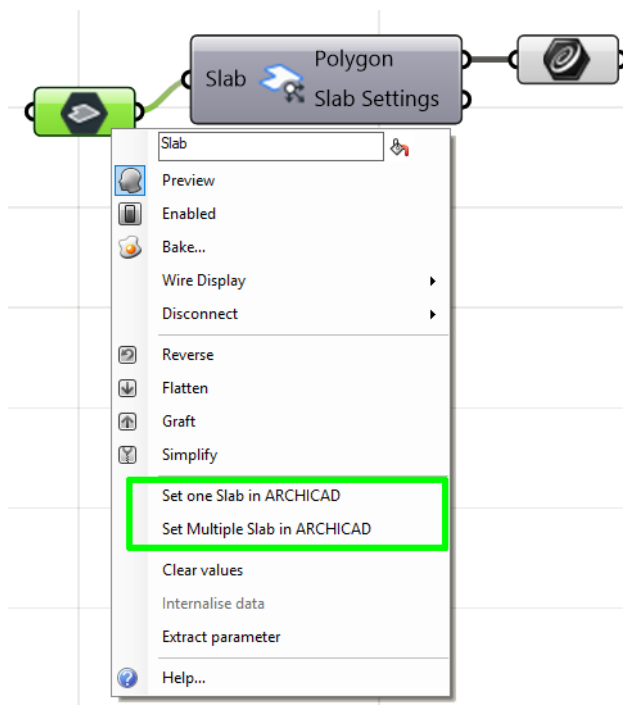 Polygon
Slab
Slab Settings
Slab
Preview
Enabled
Bake...
Wire Display
Disconnect
Reverse
Flatten
Graft
Simplify
Set one Slab in ARCHICAD
Set Multiple Slab in ARCHICAD
Clear values
Internalise data
Extract parameter
Help...